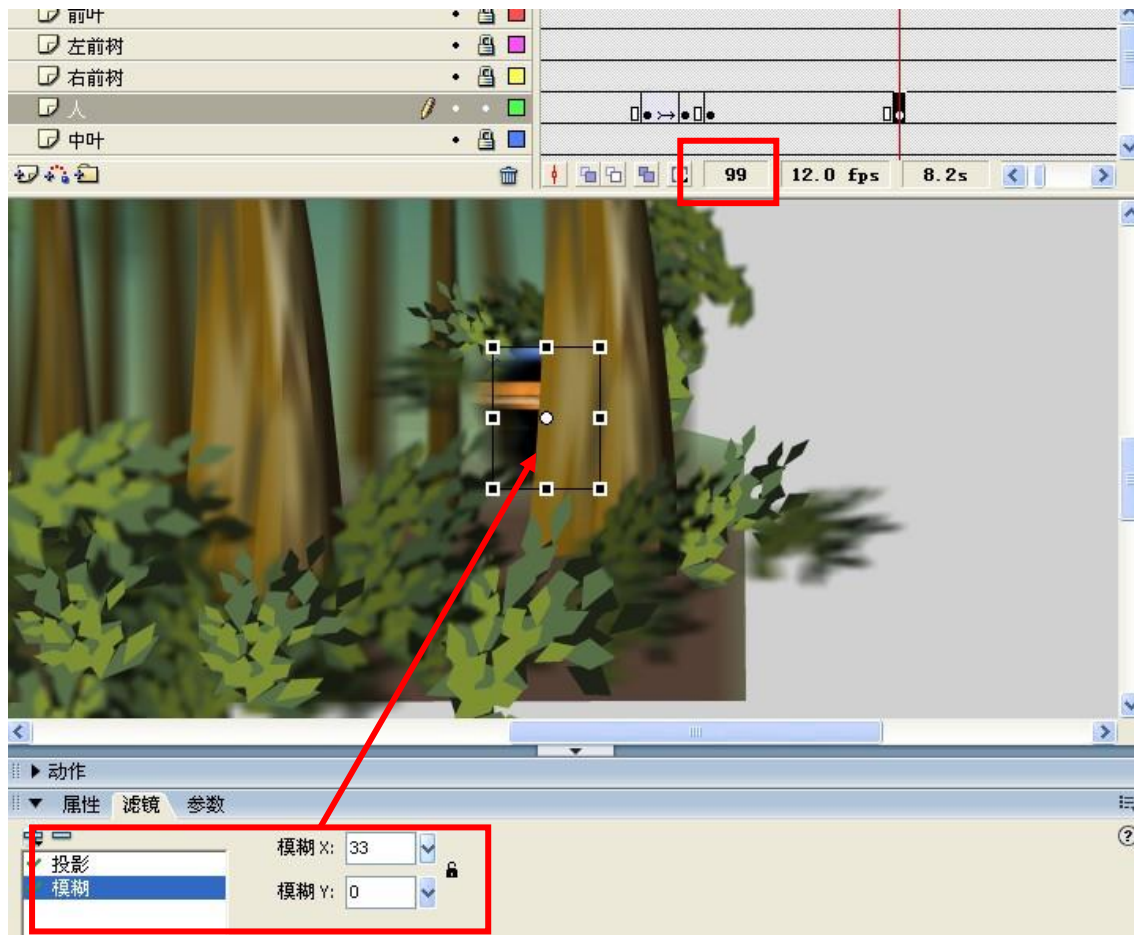 前叶
左前树
右前树
人
中叶
99 12.0 fps 8.2s
动作
属性 滤镜 参数
投影 模糊 X: 33
模糊 模糊 Y: 0